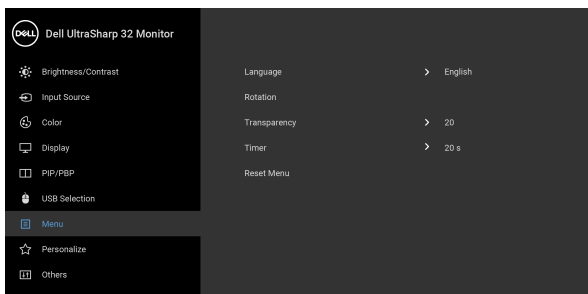 DELL Dell UltraSharp 32 Monitor
Brightness/Contrast
Input Source
Color
Display
PIP/PBP
USB Selection
Menu
Personalize
Others
Language > English
Rotation
Transparency > 20
Timer > 20 s
Reset Menu